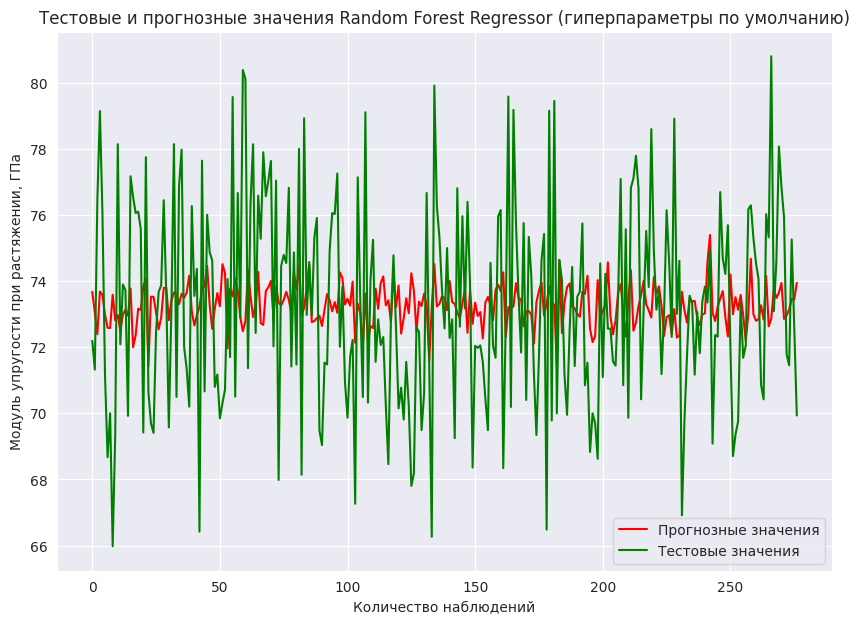 Тестовые и прогнозные значения Random Forest Regressor (гиперпараметры по умолчанию)
Модуль упругости при растяжении, ГПа
80
78
76
74
72
70
68
66
0
50
100
150
200
250
Количество наблюдений
Прогнозные значения
Тестовые значения